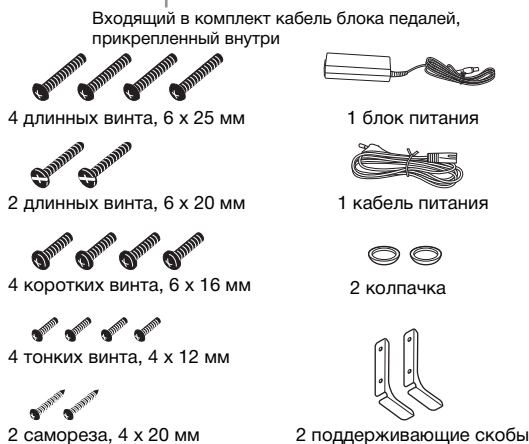 Входящий в комплект кабель блока педалей,
прикрепленный внутри
4 длинных винта, 6 x 25 мм
1 блок питания
2 длинных винта, 6 x 20 мм
1 кабель питания
4 коротких винта, 6 x 16 мм
2 колпачка
4 тонких винта, 4 x 12 мм
2 самореза, 4 x 20 мм
2 поддерживающие скобы